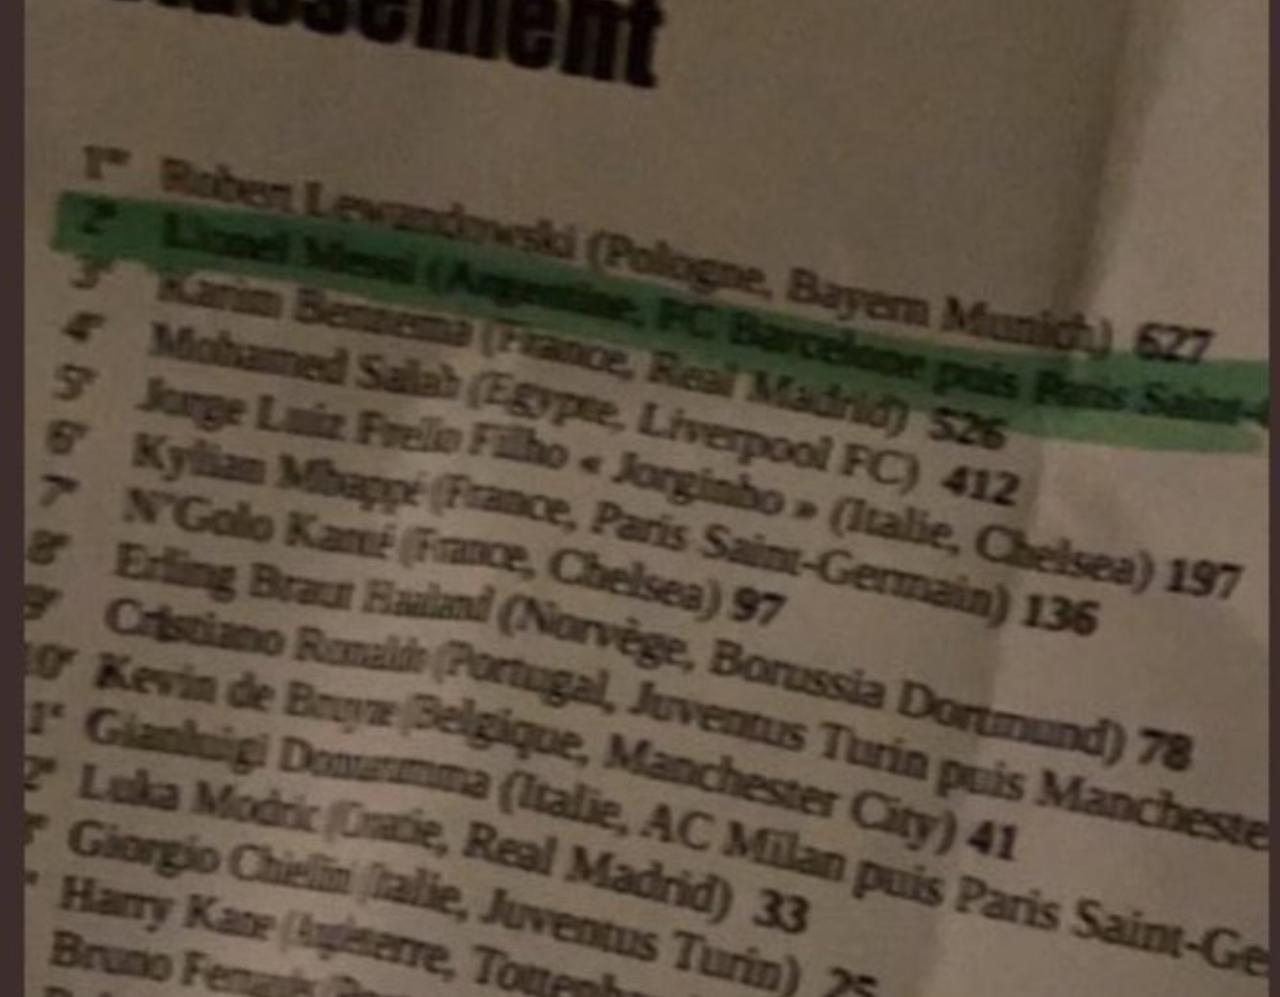 1er Robert Lewandowski (Pologne, Bayern Munich) 627
2e Lionel Messi (Argentine, FC Barcelone puis Paris Saint-
3e Karim Benzema (France, Real Madrid) 526
4e Mohamed Salah (Égypte, Liverpool FC) 412
5e Jorge Luiz Frello Filho « Jorginho » (Italie, Chelsea) 197
6e Kylian Mbappé (France, Paris Saint-Germain) 136
7e N'Golo Kanté (France, Chelsea) 97
8e Erling Braut Haaland (Norvège, Borussia Dortmund) 78
9e Cristiano Ronaldo (Portugal, Juventus Turin puis Mancheste
10e Kevin de Bruyne (Belgique, Manchester City) 41
1e Gianluigi Donnarumma (Italie, AC Milan puis Paris Saint-Ge
2e Luka Modric (Croatie, Real Madrid) 33
Giorgio Chiellini (Italie, Juventus Turin) 25
Harry Kane (Angleterre, Tottenh
Bruno